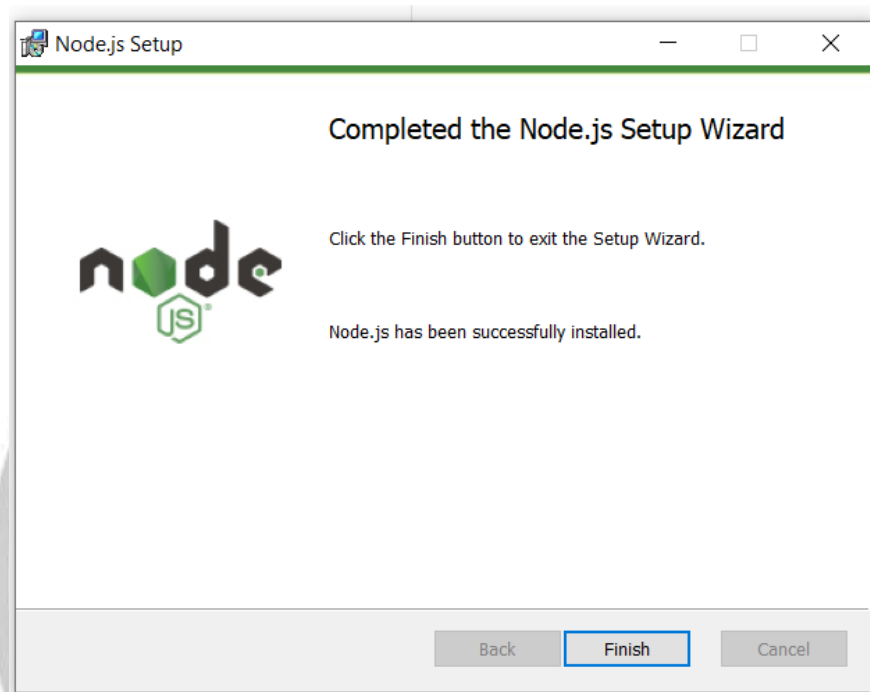 Node.js Setup
Completed the Node.js Setup Wizard
Click the Finish button to exit the Setup Wizard.
node
JS
®
Node.js has been successfully installed.
Back
Finish
Cancel